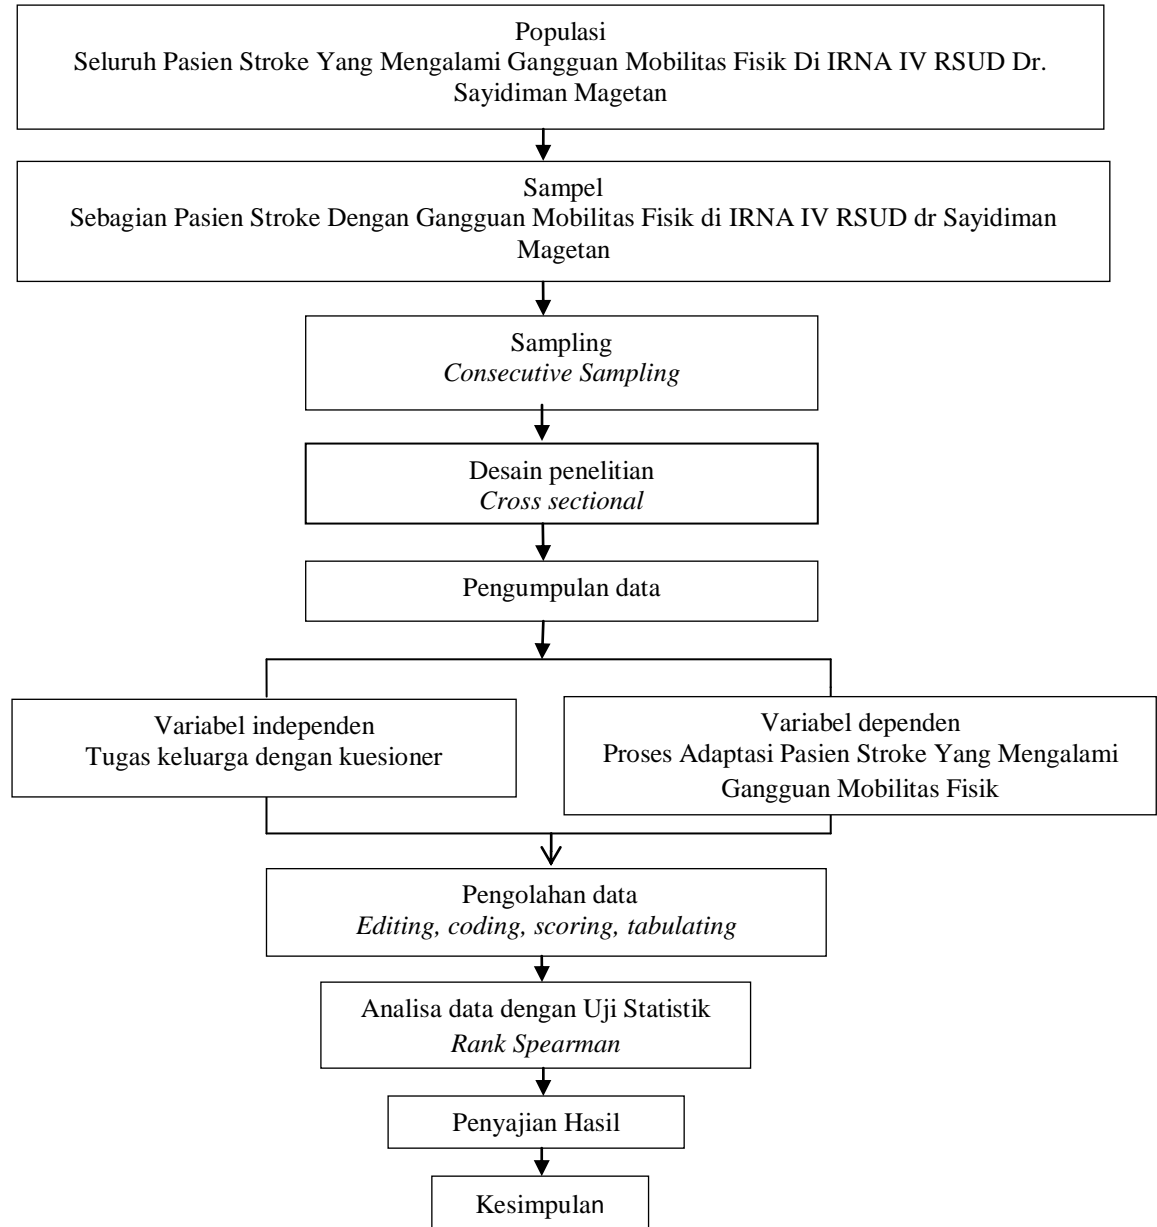 Populasi
Seluruh Pasien Stroke Yang Mengalami Gangguan Mobilitas Fisik Di IRNA IV RSUD Dr.
Sayidiman Magetan
Sampel
Sebagian Pasien Stroke Dengan Gangguan Mobilitas Fisik di IRNA IV RSUD dr Sayidiman
Magetan
Sampling
Consecutive Sampling
Desain penelitian
Cross sectional
Pengumpulan data
Variabel independen
Tugas keluarga dengan kuesioner
Variabel dependen
Proses Adaptasi Pasien Stroke Yang Mengalami
Gangguan Mobilitas Fisik
Pengolahan data
Editing, coding, scoring, tabulating
Analisa data dengan Uji Statistik
Rank Spearman
Penyajian Hasil
Kesimpulan